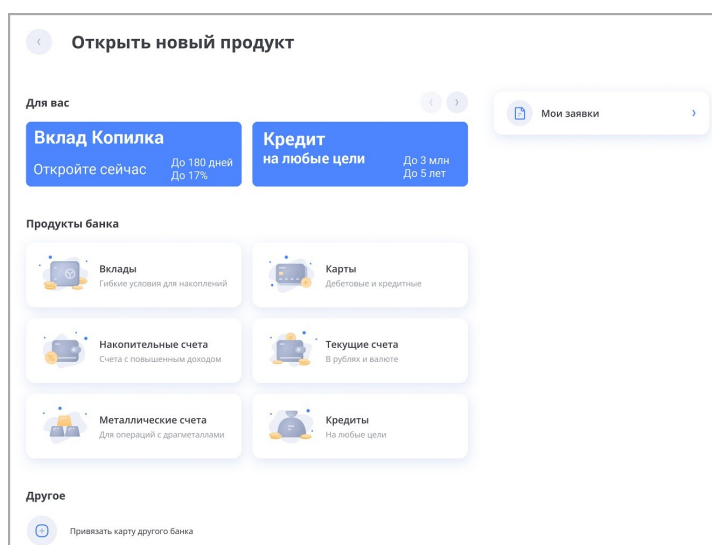 Открыть новый продукт
Для вас
Вклад Копилка
Откройте сейчас
До 180 дней
До 17%
Кредит
на любые цели
До 3 млн
До 5 лет
Мои заявки
Продукты банка
Вклады
Гибкие условия для накоплений
Карты
Дебетовые и кредитные
Накопительные счета
Счета с повышенным доходом
Текущие счета
В рублях и валюте
Металлические счета
Для операций с драгметаллами
Кредиты
На любые цели
Другое
Привязать карту другого банка